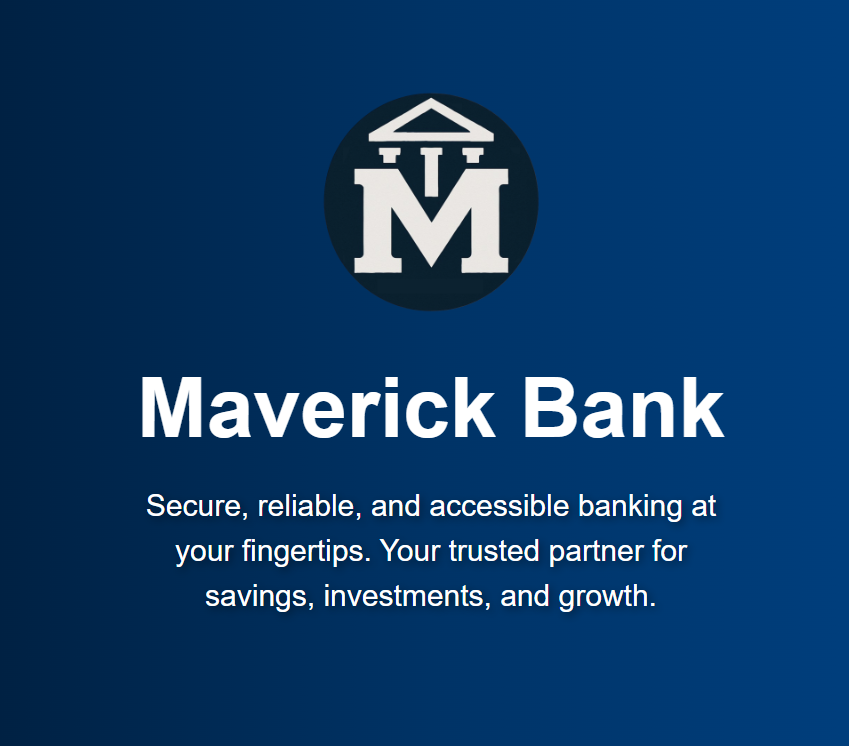 M
Maverick Bank
Secure, reliable, and accessible banking at
your fingertips. Your trusted partner for
savings, investments, and growth.